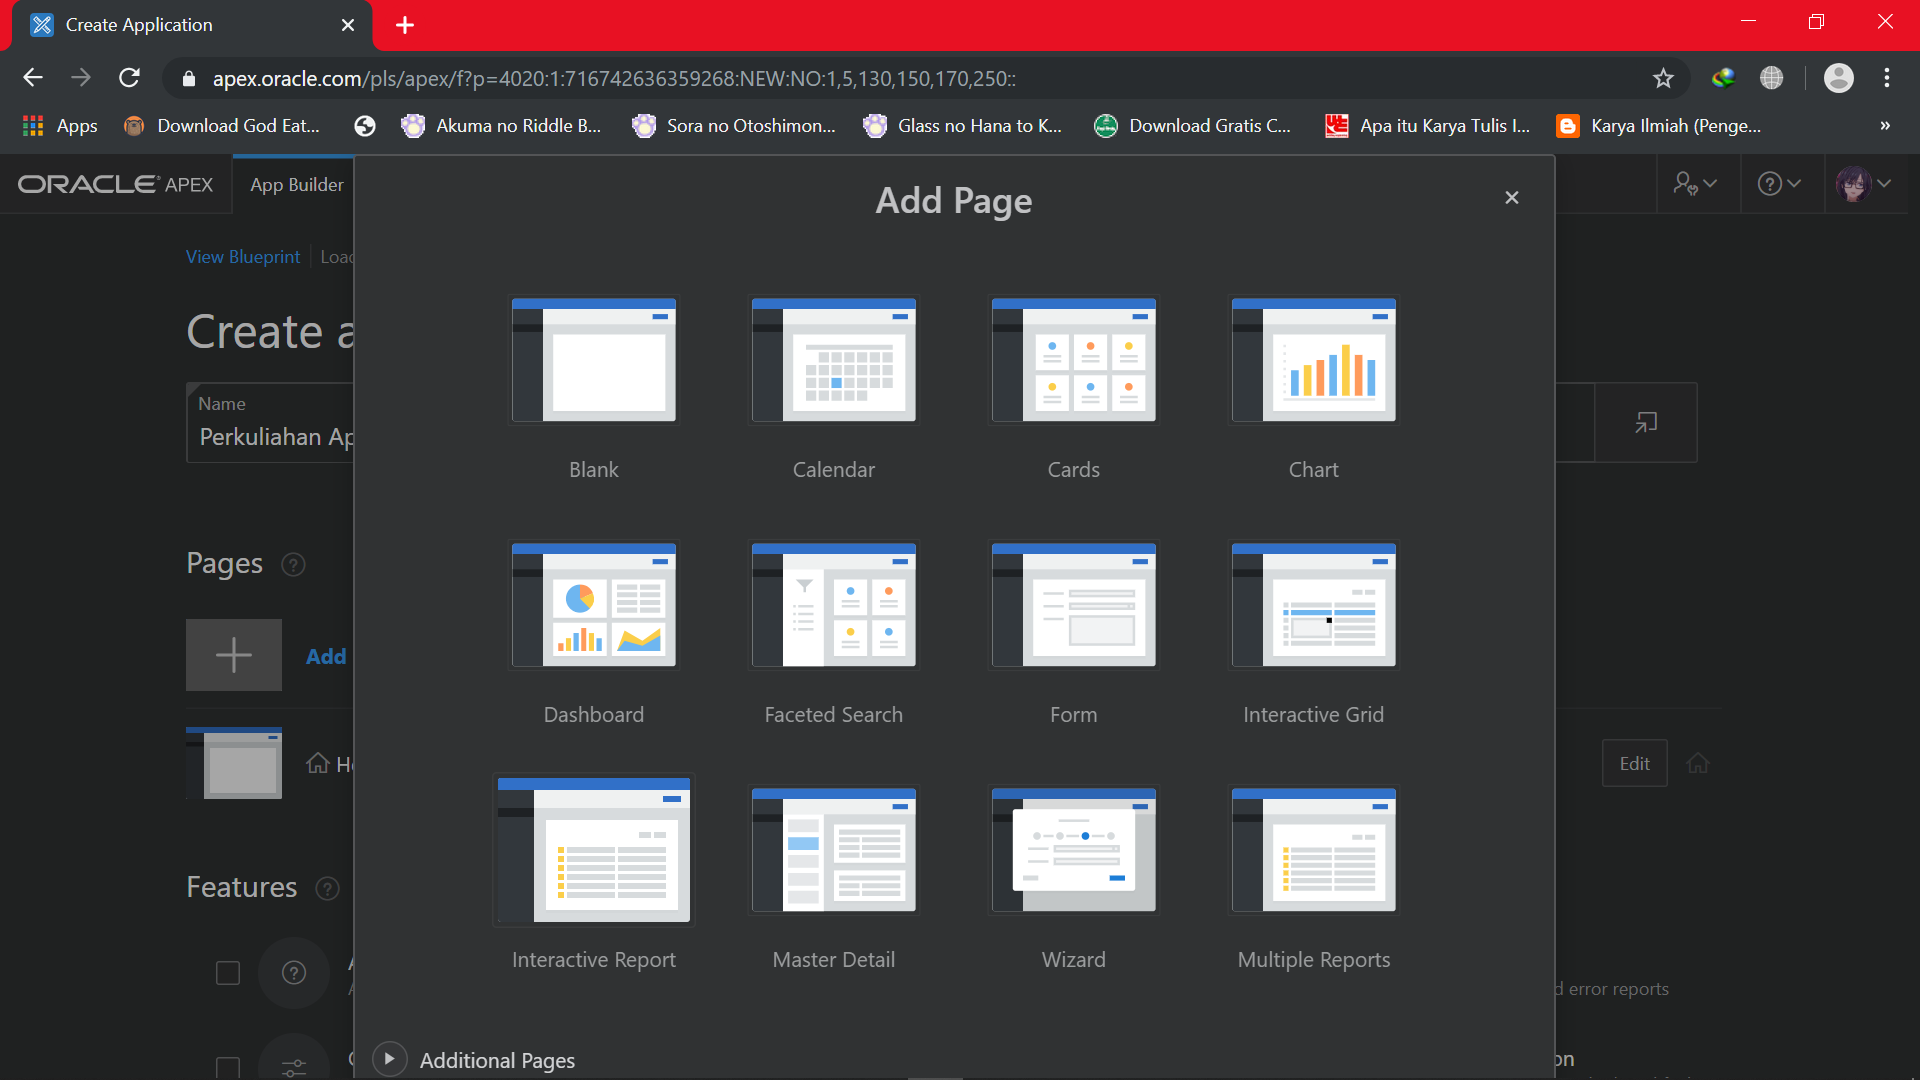 Create Application
apex.oracle.com/pls/apex/f?p=4020:1:716742636359268:NEW:NO:1,5,130,150,170,250::
Apps
Download God Eat...
Akuma no Riddle B...
Sora no Otoshimon...
Glass no Hana to K...
Download Gratis C...
Apa itu Karya Tulis I...
Karya Ilmiah (Penge...
»
ORACLE APEX
App Builder
Add Page
View Blueprint
Create a
Name
Perkuliahan Ap
Blank
Calendar
Cards
Chart
Pages
Add
Dashboard
Faceted Search
Form
Interactive Grid
Edit
Features
Interactive Report
Master Detail
Wizard
Multiple Reports
error reports
Additional Pages